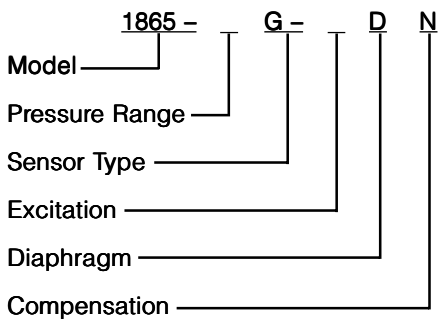 1865 – _ G – _ D N
Model
Pressure Range
Sensor Type
Excitation
Diaphragm
Compensation